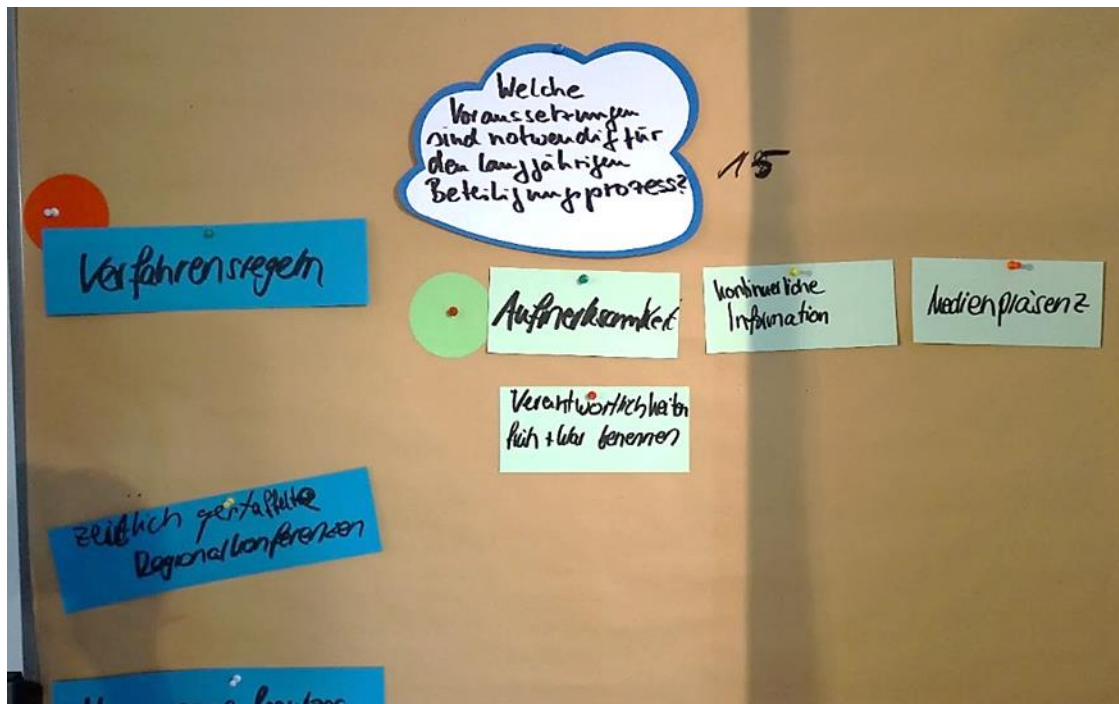 Welche
Voraussetzungen
sind notwendig für
den langjährigen
Beteiligungsprozess?
15
Verfahrensregeln
Aufmerksamkeit
kontinuierliche
Information
Medienpräsenz
Verantwortlichkeiten
früh + klar benennen
zeitlich gestaffelte
Regionalkonferenzen